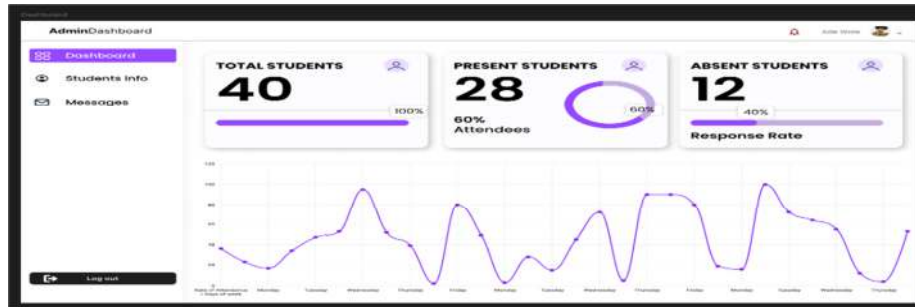 Dashboard
AdminDashboard
Dashboard
Students Info
Messages
Log out
TOTAL STUDENTS
40
100%
PRESENT STUDENTS
28
60%
60%
Attendees
ABSENT STUDENTS
12
40%
Response Rate
120
100
Monday
Tuesday
Wednesday
Thursday
Friday
Monday
Tuesday
Wednesday
Thursday
Friday
Monday
Tuesday
Wednesday
Thursday